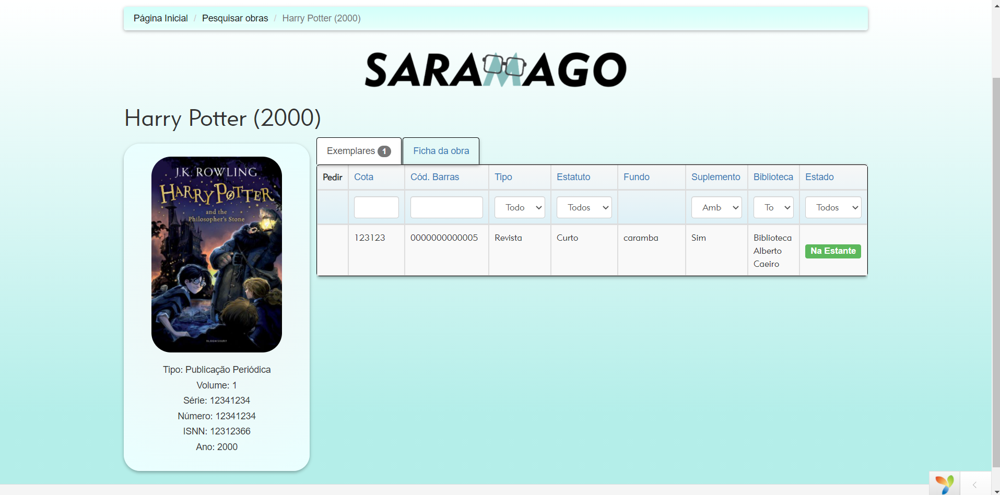 Página Inicial / Pesquisar obras / Harry Potter (2000)
SARAMAGO
Harry Potter (2000)
J.K. ROWLING
HARRY POTTER
and the
Philosopher's Stone
BLOOMSBURY
Tipo: Publicação Periódica
Volume: 1
Série: 12341234
Número: 12341234
ISNN: 12312366
Ano: 2000
Exemplares 1 Ficha da obra
Pedir Cota Cód. Barras Tipo Estatuto Fundo Suplemento Biblioteca Estado
Todo Todos Amb To Todos
123123 0000000000005 Revista Curto caramba Sim Biblioteca
Alberto
Caeiro
Na Estante